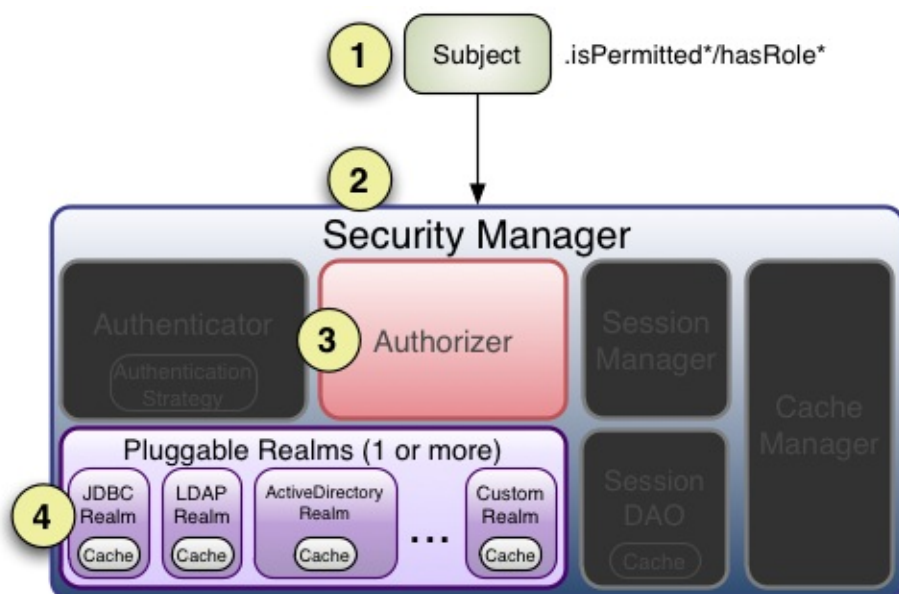 1
Subject
.isPermitted*/hasRole*
2
Security Manager
Authenticator
Authentication
Strategy
3
Authorizer
Session
Manager
Cache
Manager
Pluggable Realms (1 or more)
4
JDBC
Realm
Cache
LDAP
Realm
Cache
ActiveDirectory
Realm
Cache
...
Custom
Realm
Cache
Session
DAO
Cache